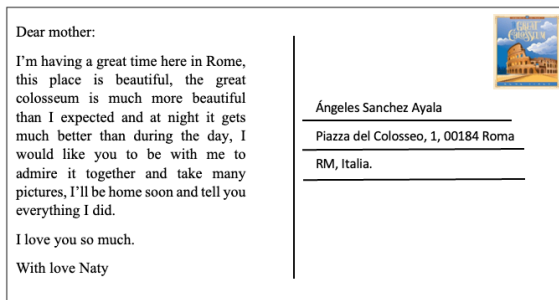 Dear mother:
I'm having a great time here in Rome,
this place is beautiful, the great
colosseum is much more beautiful
than I expected and at night it gets
much better than during the day, I
would like you to be with me to
admire it together and take many
pictures, I'll be home soon and tell you
everything I did.
I love you so much.
With love Naty
GREAT
COLOSSEUM
Ángeles Sanchez Ayala
Piazza del Colosseo, 1, 00184 Roma
RM, Italia.